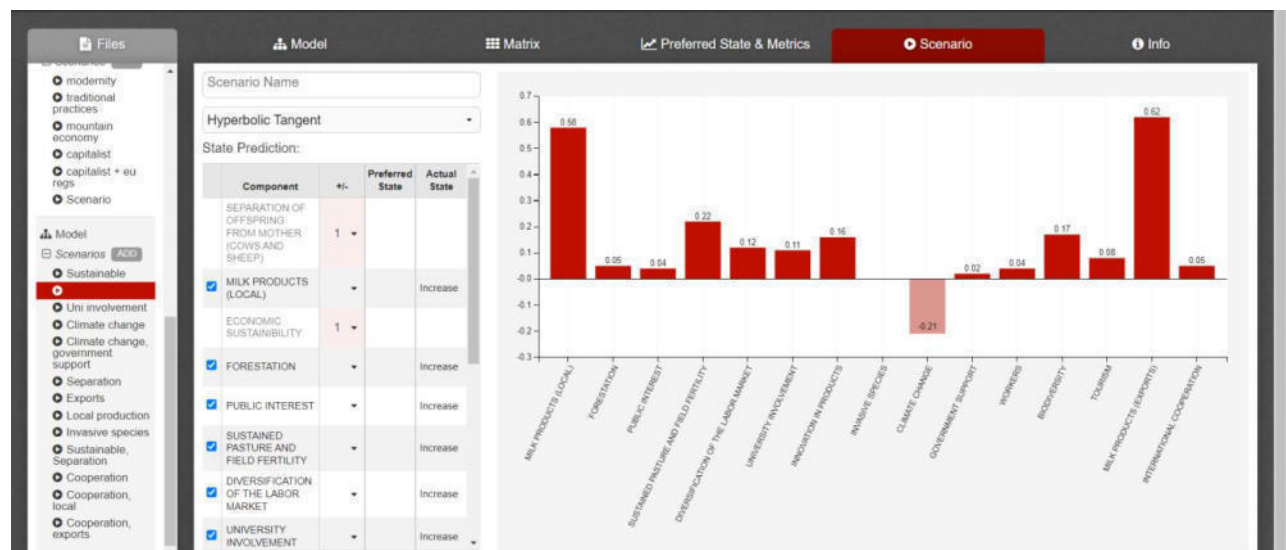 Files
Model
Matrix
Preferred State & Metrics
Scenario
Info
modernity
traditional
practices
mountain
economy
capitalist
capitalist + eu
regs
Scenario
Model
Scenarios ADD
Sustainable
Uni involvement
Climate change
Climate change,
government
support
Separation
Exports
Local production
Invasive species
Sustainable,
Separation
Cooperation
Cooperation,
local
Cooperation,
exports
Scenario Name
Hyperbolic Tangent
State Prediction:
Component +/- Preferred State Actual State
SEPARATION OF
OFFSPRING
FROM MOTHER
(COWS AND
SHEEP)
1
MILK PRODUCTS
(LOCAL)
Increase
ECONOMIC
SUSTAINIBILITY
1
FORESTATION Increase
PUBLIC INTEREST Increase
SUSTAINED
PASTURE AND
FIELD FERTILITY
Increase
DIVERSIFICATION
OF THE LABOR
MARKET
Increase
UNIVERSITY
INVOLVEMENT
Increase
0.7
0.6
0.5
0.4
0.3
0.2
0.1
-0.0
-0.1
-0.2
-0.3
0.58
0.05
0.04
0.22
0.12
0.11
0.16
-0.21
0.02
0.04
0.17
0.08
0.62
0.05
MILK PRODUCTS (LOCAL)
FORESTATION
PUBLIC INTEREST
SUSTAINED PASTURE AND FIELD FERTILITY
DIVERSIFICATION OF THE LABOR MARKET
UNIVERSITY INVOLVEMENT
INNOVATION IN PRODUCTS
INVASIVE SPECIES
CLIMATE CHANGE
GOVERNMENT SUPPORT
WORKERS
BIODIVERSITY
TOURISM
MILK PRODUCTS (EXPORTS)
INTERNATIONAL COOPERATION